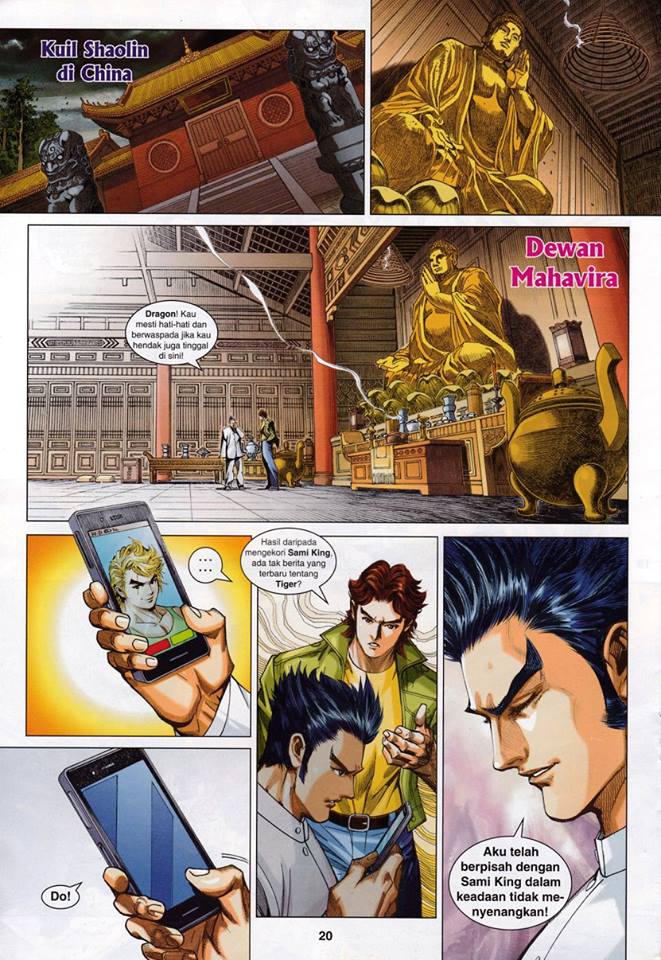 Kuil Shaolin
di China
Dewan
Mahavira
Dragon! Kau
mesti hati-hati dan
berwaspada jika kau
hendak juga tinggal
di sini!
...
...
Hasil daripada
mengekori Sami King,
ada tak berita yang
terbaru tentang
Tiger?
Do!
Aku telah
berpisah dengan
Sami King dalam
keadaan tidak me-
nyenangkan!
20